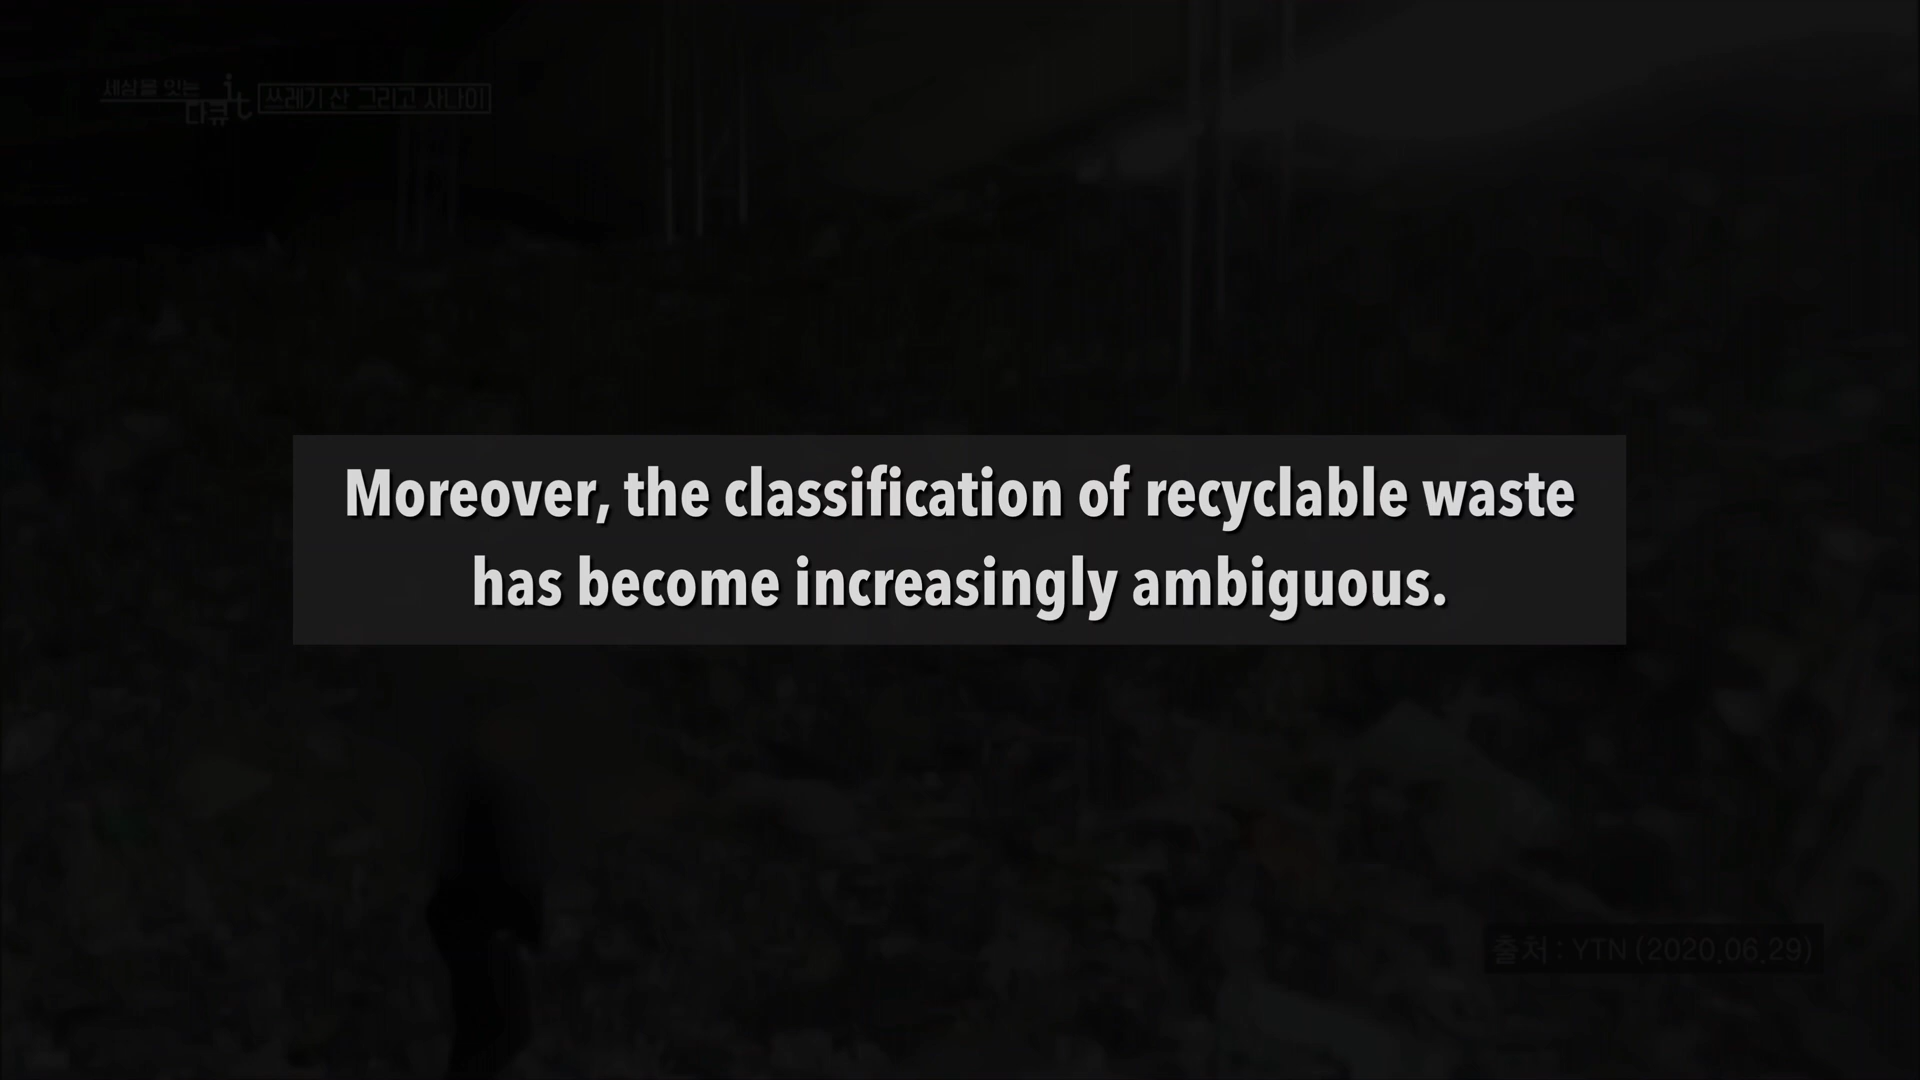 세상을 잇는
다큐 it 쓰레기 산 그리고 사나이
Moreover, the classification of recyclable waste
has become increasingly ambiguous.
출처 : YTN (2020.06.29)